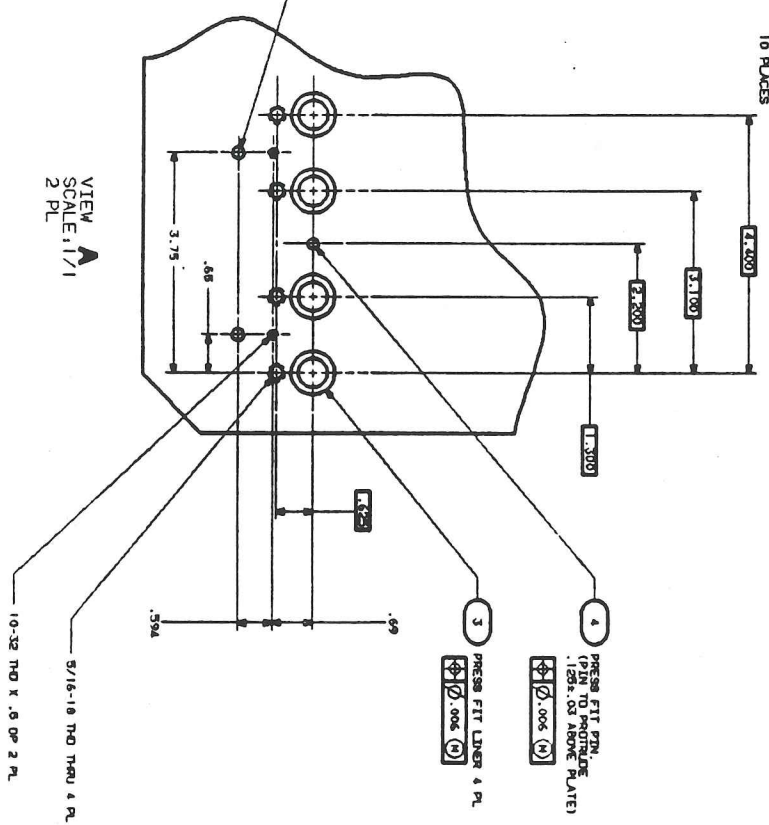 10 PLACES
4.400
3.100
2.200
1.300
.625
.69
.594
3.75
.65
VIEW A
SCALE:1/1
2 PL
4
PRESS FIT PIN.
(PIN TO PROTRUDE
.125±.03 ABOVE PLATE)
⌖ Ø.006 Ⓜ
3
PRESS FIT LINER 4 PL
⌖ Ø.006 Ⓜ
5/16-18 THD THRU 4 PL
10-32 THD X .5 DP 2 PL